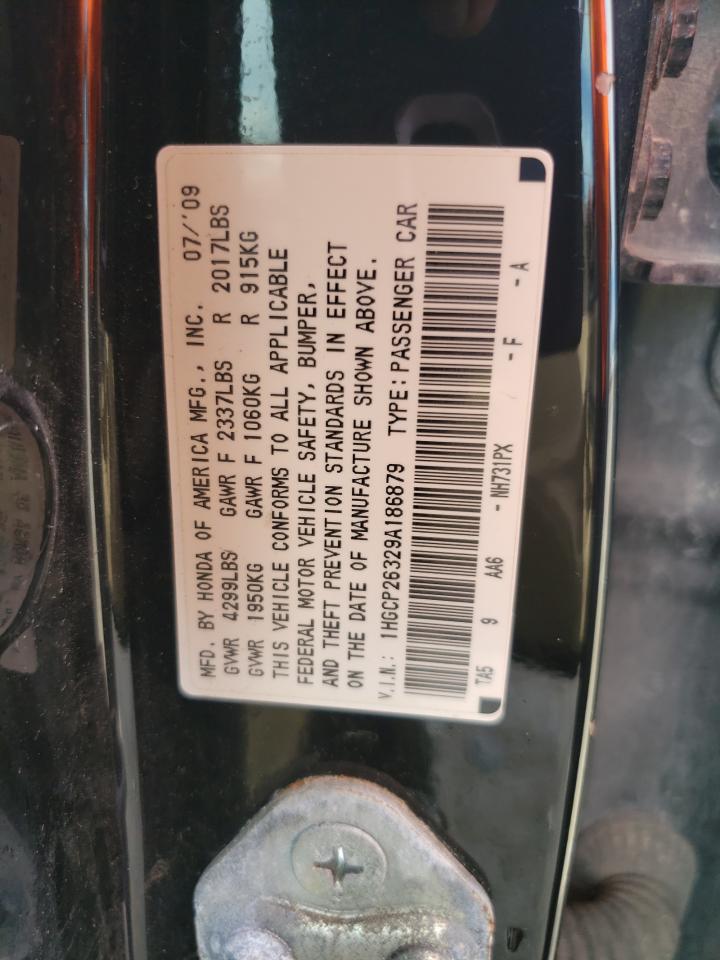 MFD. BY HONDA OF AMERICA MFG., INC. 07/'09
GVWR 4299LBS GAWR F 2337LBS R 2017LBS
GVWR 1950KG GAWR F 1060KG R 915KG
THIS VEHICLE CONFORMS TO ALL APPLICABLE
FEDERAL MOTOR VEHICLE SAFETY, BUMPER,
AND THEFT PREVENTION STANDARDS IN EFFECT
ON THE DATE OF MANUFACTURE SHOWN ABOVE.
V.I.N.: 1HGCP26329A186879 TYPE: PASSENGER CAR
TA5 9 AA6 - NH731PX - F - A